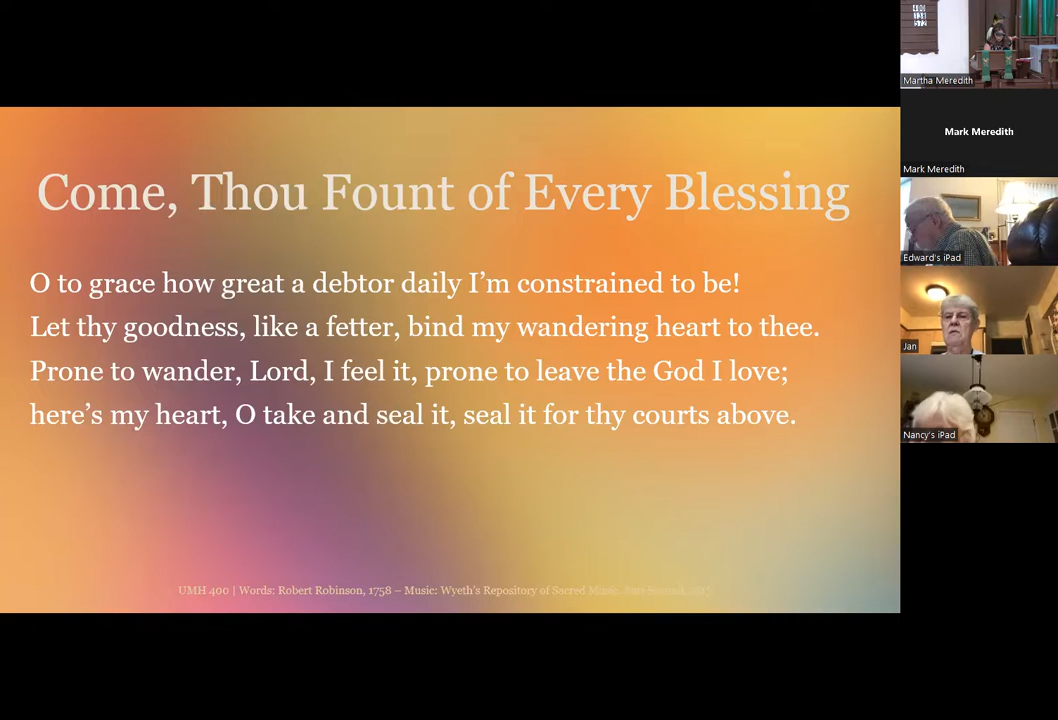 Come, Thou Fount of Every Blessing
O to grace how great a debtor daily I'm constrained to be!
Let thy goodness, like a fetter, bind my wandering heart to thee.
Prone to wander, Lord, I feel it, prone to leave the God I love;
here's my heart, O take and seal it, seal it for thy courts above.
UMH 400 | Words: Robert Robinson, 1758 – Music: Wyeth's Repository of Sacred Music,
400
138
572
Martha Meredith
Mark Meredith
Mark Meredith
Edward's iPad
Jan
Nancy's iPad